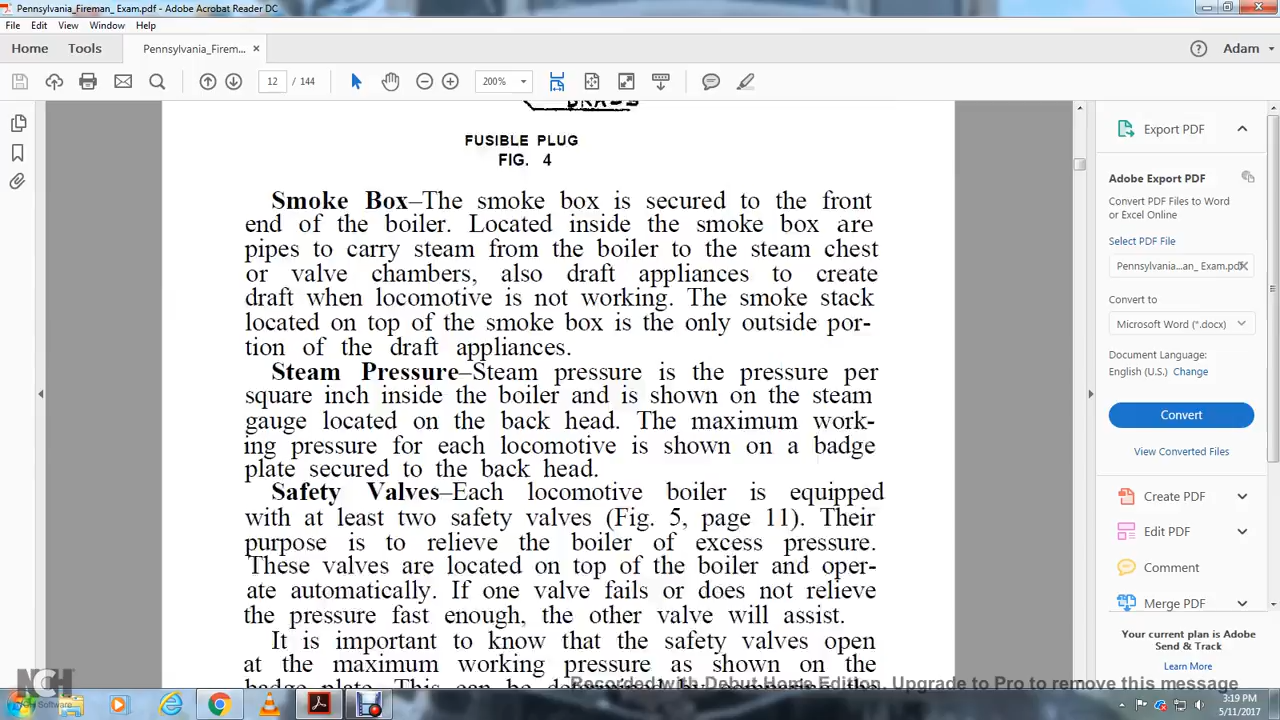 Pennsylvania_Fireman_ Exam.pdf - Adobe Acrobat Reader DC
File Edit View Window Help
Home Tools Pennsylvania_Firem... × Adam
12 / 144 200%
FUSIBLE PLUG
FIG. 4
Smoke Box–The smoke box is secured to the front
end of the boiler. Located inside the smoke box are
pipes to carry steam from the boiler to the steam chest
or valve chambers, also draft appliances to create
draft when locomotive is not working. The smoke stack
located on top of the smoke box is the only outside por-
tion of the draft appliances.
Steam Pressure–Steam pressure is the pressure per
square inch inside the boiler and is shown on the steam
gauge located on the back head. The maximum work-
ing pressure for each locomotive is shown on a badge
plate secured to the back head.
Safety Valves–Each locomotive boiler is equipped
with at least two safety valves (Fig. 5, page 11). Their
purpose is to relieve the boiler of excess pressure.
These valves are located on top of the boiler and oper-
ate automatically. If one valve fails or does not relieve
the pressure fast enough, the other valve will assist.
It is important to know that the safety valves open
at the maximum working pressure as shown on the
badge plate. This can be
Export PDF
Adobe Export PDF
Convert PDF Files to Word
or Excel Online
Select PDF File
Pennsylvania...an_ Exam.pdf
Convert to
Microsoft Word (*.docx)
Document Language:
English (U.S.) Change
Convert
View Converted Files
Create PDF
Edit PDF
Comment
Merge PDF
Your current plan is Adobe
Send & Track
Learn More
Recorded with Debut Home Edition. Upgrade to Pro to remove this message
NCH Software
3:19 PM
5/11/2017